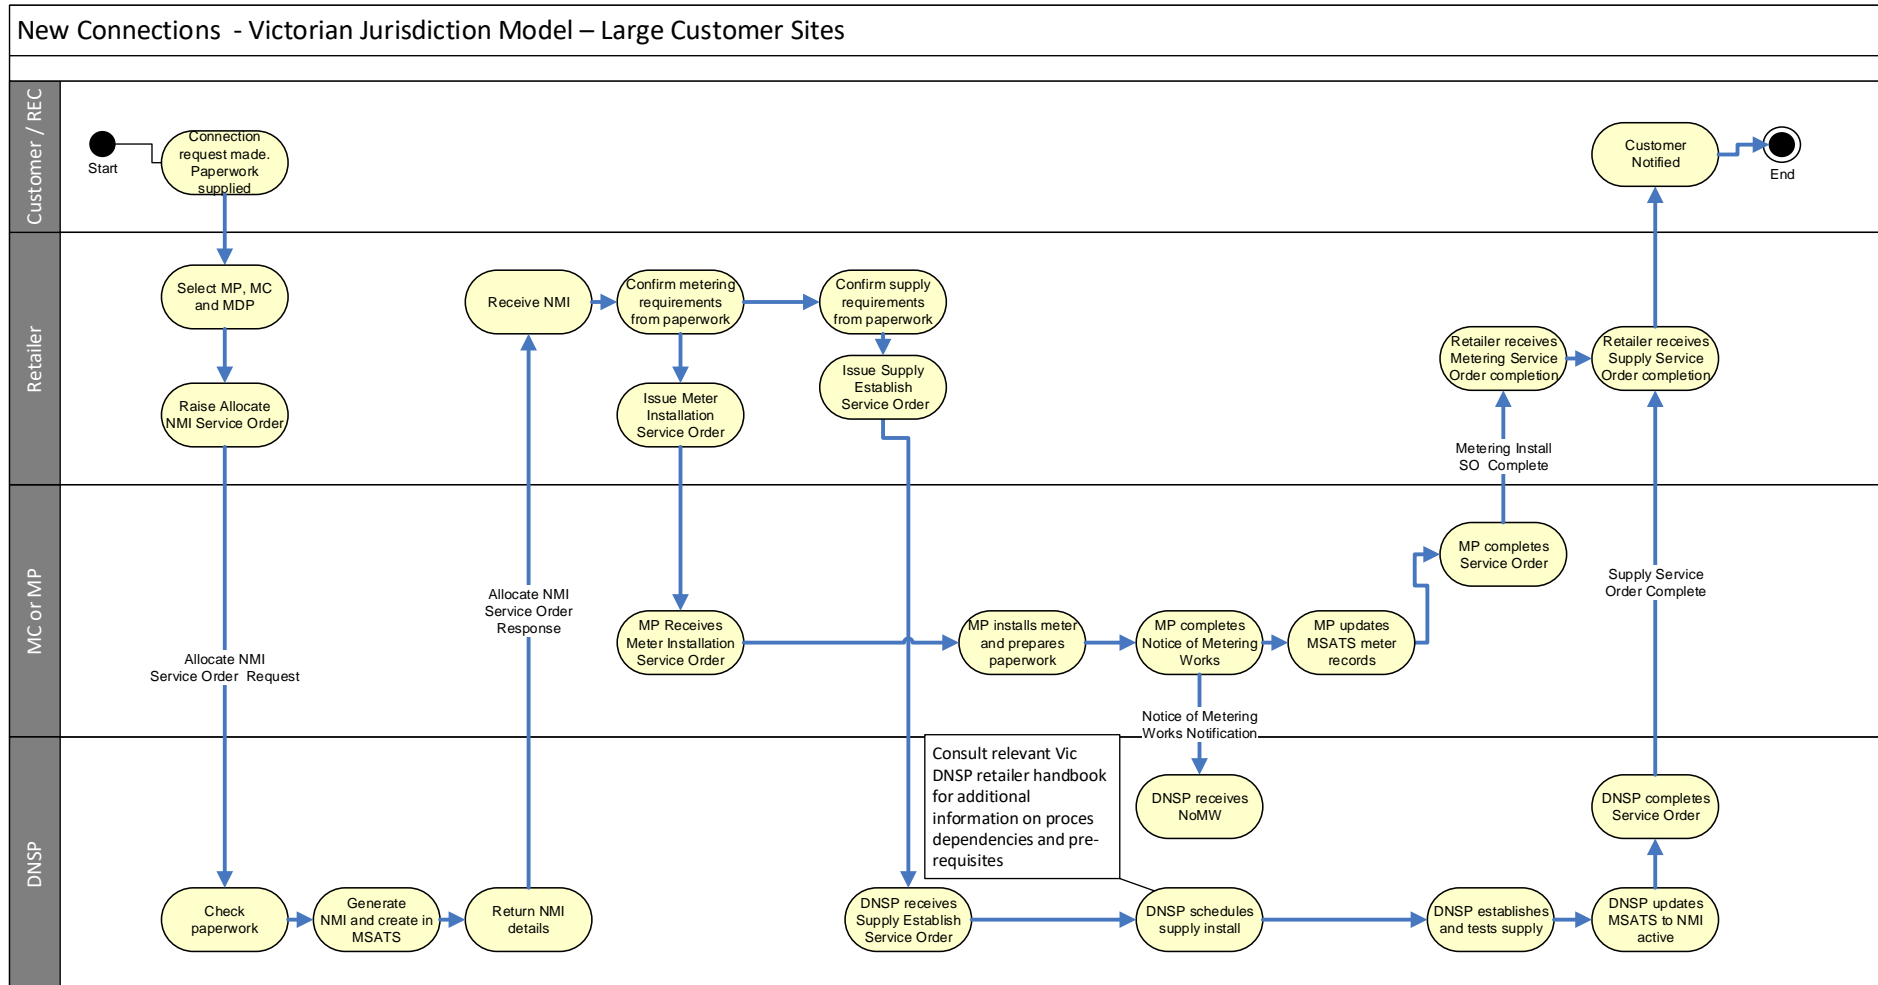 New Connections - Victorian Jurisdiction Model – Large Customer Sites
Customer / REC
Start
Connection
request made.
Paperwork
supplied
Customer
Notified
End
Retailer
Select MP, MC
and MDP
Raise Allocate
NMI Service Order
Receive NMI
Confirm metering
requirements
from paperwork
Issue Meter
Installation
Service Order
Confirm supply
requirements
from paperwork
Issue Supply
Establish
Service Order
Retailer receives
Metering Service
Order completion
Retailer receives
Supply Service
Order completion
Metering Install
SO Complete
MC or MP
Allocate NMI
Service Order Request
Allocate NMI
Service Order
Response
MP Receives
Meter Installation
Service Order
MP installs meter
and prepares
paperwork
MP completes
Notice of Metering
Works
MP updates
MSATS meter
records
MP completes
Service Order
Supply Service
Order Complete
Notice of Metering
Works Notification
DNSP
Consult relevant Vic
DNSP retailer handbook
for additional
information on proces
dependencies and pre-
requisites
DNSP receives
NoMW
DNSP completes
Service Order
Check
paperwork
Generate
NMI and create in
MSATS
Return NMI
details
DNSP receives
Supply Establish
Service Order
DNSP schedules
supply install
DNSP establishes
and tests supply
DNSP updates
MSATS to NMI
active